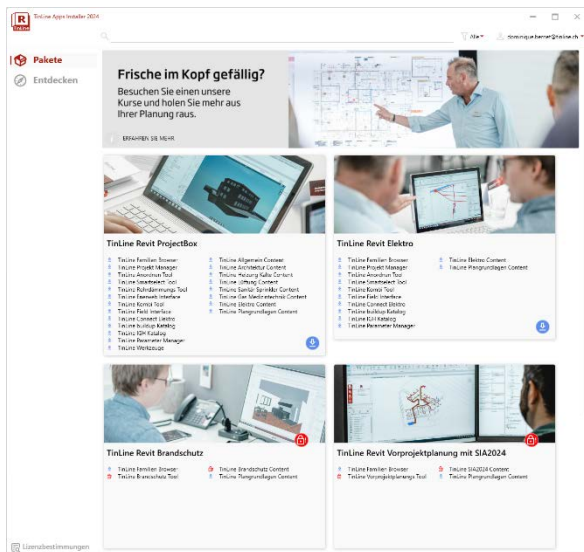 TinLine Apps Installer 2024
R
TinLine
Alle
dominique.berset@tinline.ch
Pakete
Entdecken
Frische im Kopf gefällig?
Besuchen Sie einen unsere
Kurse und holen Sie mehr aus
Ihrer Planung raus.
ERFAHREN SIE MEHR
TinLine Revit ProjectBox
TinLine Familien Browser
TinLine Projekt Manager
TinLine Anordnen Tool
TinLine Smartselect Tool
TinLine Rohrdämmungs Tool
TinLine Feuerweb Interface
TinLine Kombi Tool
TinLine Field Interface
TinLine Connect Elektro
TinLine buildup Katalog
TinLine IGH Katalog
TinLine Parameter Manager
TinLine Werkzeuge
TinLine Allgemein Content
TinLine Architektur Content
TinLine Heizung Kälte Content
TinLine Lüftung Content
TinLine Sanitär Sprinkler Content
TinLine Gas Medizintechnik Content
TinLine Elektro Content
TinLine Plangrundlagen Content
TinLine Revit Elektro
TinLine Familien Browser
TinLine Projekt Manager
TinLine Anordnen Tool
TinLine Smartselect Tool
TinLine Kombi Tool
TinLine Field Interface
TinLine Connect Elektro
TinLine buildup Katalog
TinLine IGH Katalog
TinLine Parameter Manager
TinLine Elektro Content
TinLine Plangrundlagen Content
TinLine Revit Brandschutz
TinLine Familien Browser
TinLine Brandschutz Tool
TinLine Brandschutz Content
TinLine Plangrundlagen Content
TinLine Revit Vorprojektplanung mit SIA2024
TinLine Familien Browser
TinLine Vorprojektplanungs Tool
TinLine SIA2024 Content
TinLine Plangrundlagen Content
Lizenzbestimmungen